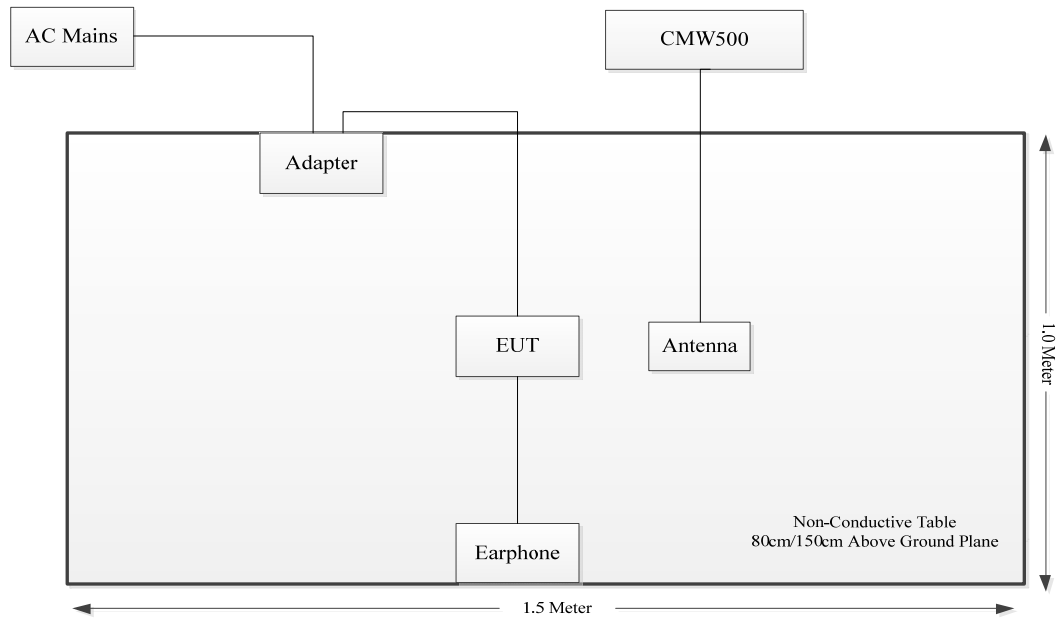 AC Mains
CMW500
Adapter
EUT
Antenna
1.0 Meter
Non-Conductive Table
80cm/150cm Above Ground Plane
Earphone
1.5 Meter